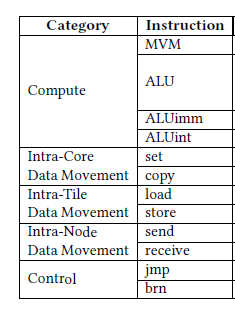 Category Instruction
MVM
Compute ALU
ALUimm
ALUint
Intra-Core set
Data Movement copy
Intra-Tile load
Data Movement store
Intra-Node send
Data Movement receive
Control jmp
brn